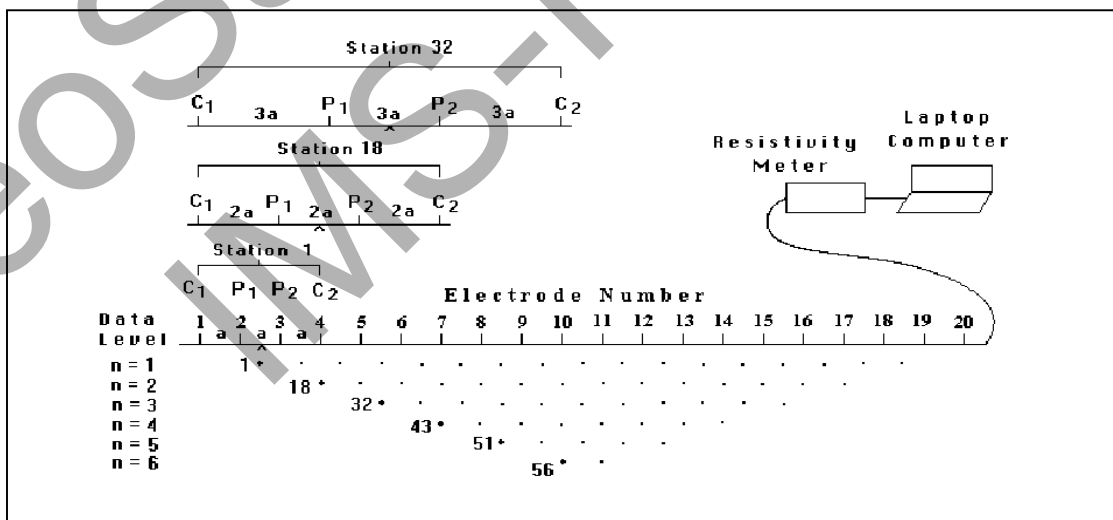 Station 32
C1 3a P1 3a P2 3a C2
Station 18
C1 2a P1 2a P2 2a C2
Station 1
C1 P1 P2 C2
Resistivity Meter
Laptop Computer
Electrode Number
Data Level
1 2 3 4 5 6 7 8 9 10 11 12 13 14 15 16 17 18 19 20
a a a
n = 1 1
n = 2 18
n = 3 32
n = 4 43
n = 5 51
n = 6 56